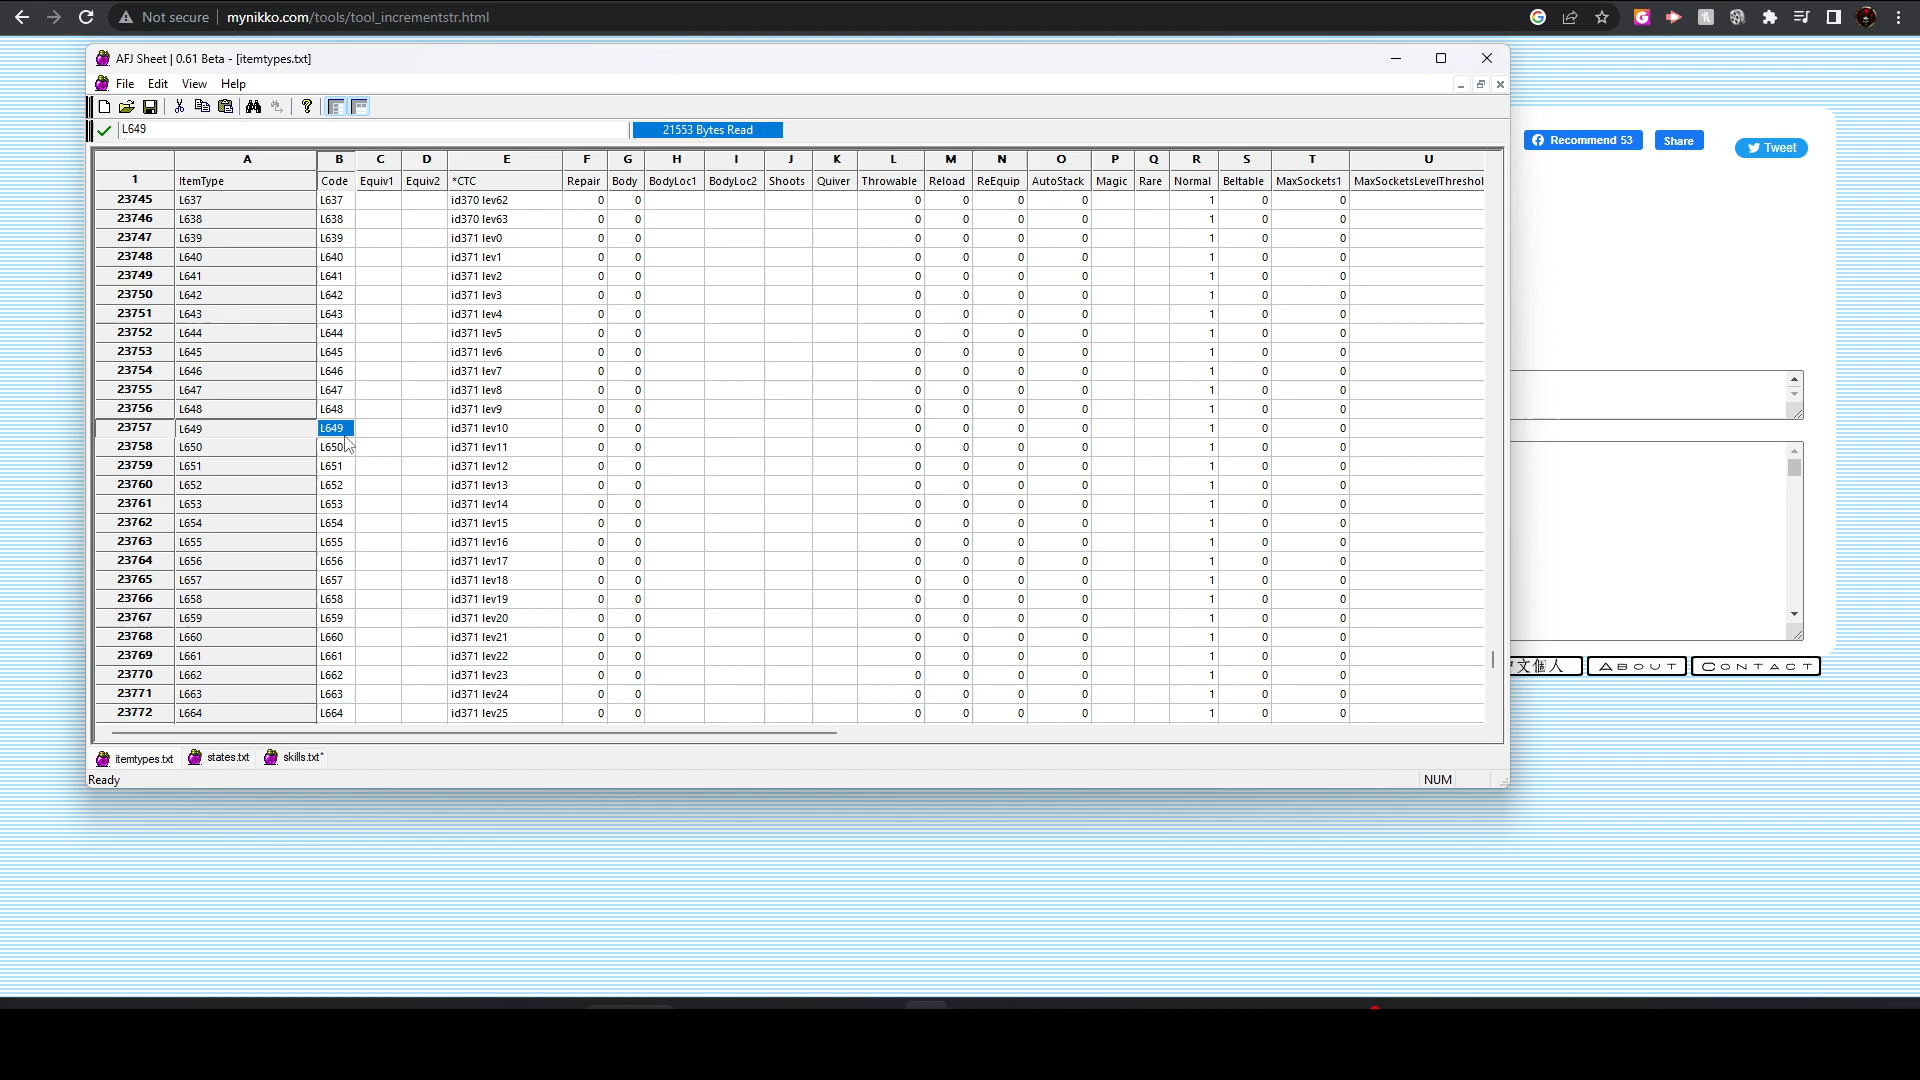 Not secure | mynikko.com/tools/tool_incrementstr.html
AFJ Sheet | 0.61 Beta - [itemtypes.txt]
File Edit View Help
L649 21553 Bytes Read
Recommend 53 Share Tweet
A B C D E F G H I J K L M N O P Q R S T U
1 ItemType Code Equiv1 Equiv2 *CTC Repair Body BodyLoc1 BodyLoc2 Shoots Quiver Throwable Reload ReEquip AutoStack Magic Rare Normal Beltable MaxSockets1 MaxSocketsLevelThreshol
23745 L637 L637 id370 lev62 0 0 0 0 0 0 1 0 0
23746 L638 L638 id370 lev63 0 0 0 0 0 0 1 0 0
23747 L639 L639 id371 lev0 0 0 0 0 0 0 1 0 0
23748 L640 L640 id371 lev1 0 0 0 0 0 0 1 0 0
23749 L641 L641 id371 lev2 0 0 0 0 0 0 1 0 0
23750 L642 L642 id371 lev3 0 0 0 0 0 0 1 0 0
23751 L643 L643 id371 lev4 0 0 0 0 0 0 1 0 0
23752 L644 L644 id371 lev5 0 0 0 0 0 0 1 0 0
23753 L645 L645 id371 lev6 0 0 0 0 0 0 1 0 0
23754 L646 L646 id371 lev7 0 0 0 0 0 0 1 0 0
23755 L647 L647 id371 lev8 0 0 0 0 0 0 1 0 0
23756 L648 L648 id371 lev9 0 0 0 0 0 0 1 0 0
23757 L649 L649 id371 lev10 0 0 0 0 0 0 1 0 0
23758 L650 L650 id371 lev11 0 0 0 0 0 0 1 0 0
23759 L651 L651 id371 lev12 0 0 0 0 0 0 1 0 0
23760 L652 L652 id371 lev13 0 0 0 0 0 0 1 0 0
23761 L653 L653 id371 lev14 0 0 0 0 0 0 1 0 0
23762 L654 L654 id371 lev15 0 0 0 0 0 0 1 0 0
23763 L655 L655 id371 lev16 0 0 0 0 0 0 1 0 0
23764 L656 L656 id371 lev17 0 0 0 0 0 0 1 0 0
23765 L657 L657 id371 lev18 0 0 0 0 0 0 1 0 0
23766 L658 L658 id371 lev19 0 0 0 0 0 0 1 0 0
23767 L659 L659 id371 lev20 0 0 0 0 0 0 1 0 0
23768 L660 L660 id371 lev21 0 0 0 0 0 0 1 0 0
23769 L661 L661 id371 lev22 0 0 0 0 0 0 1 0 0
23770 L662 L662 id371 lev23 0 0 0 0 0 0 1 0 0
23771 L663 L663 id371 lev24 0 0 0 0 0 0 1 0 0
23772 L664 L664 id371 lev25 0 0 0 0 0 0 1 0 0
文個人 ABOUT CONTACT
itemtypes.txt states.txt skills.txt*
Ready NUM